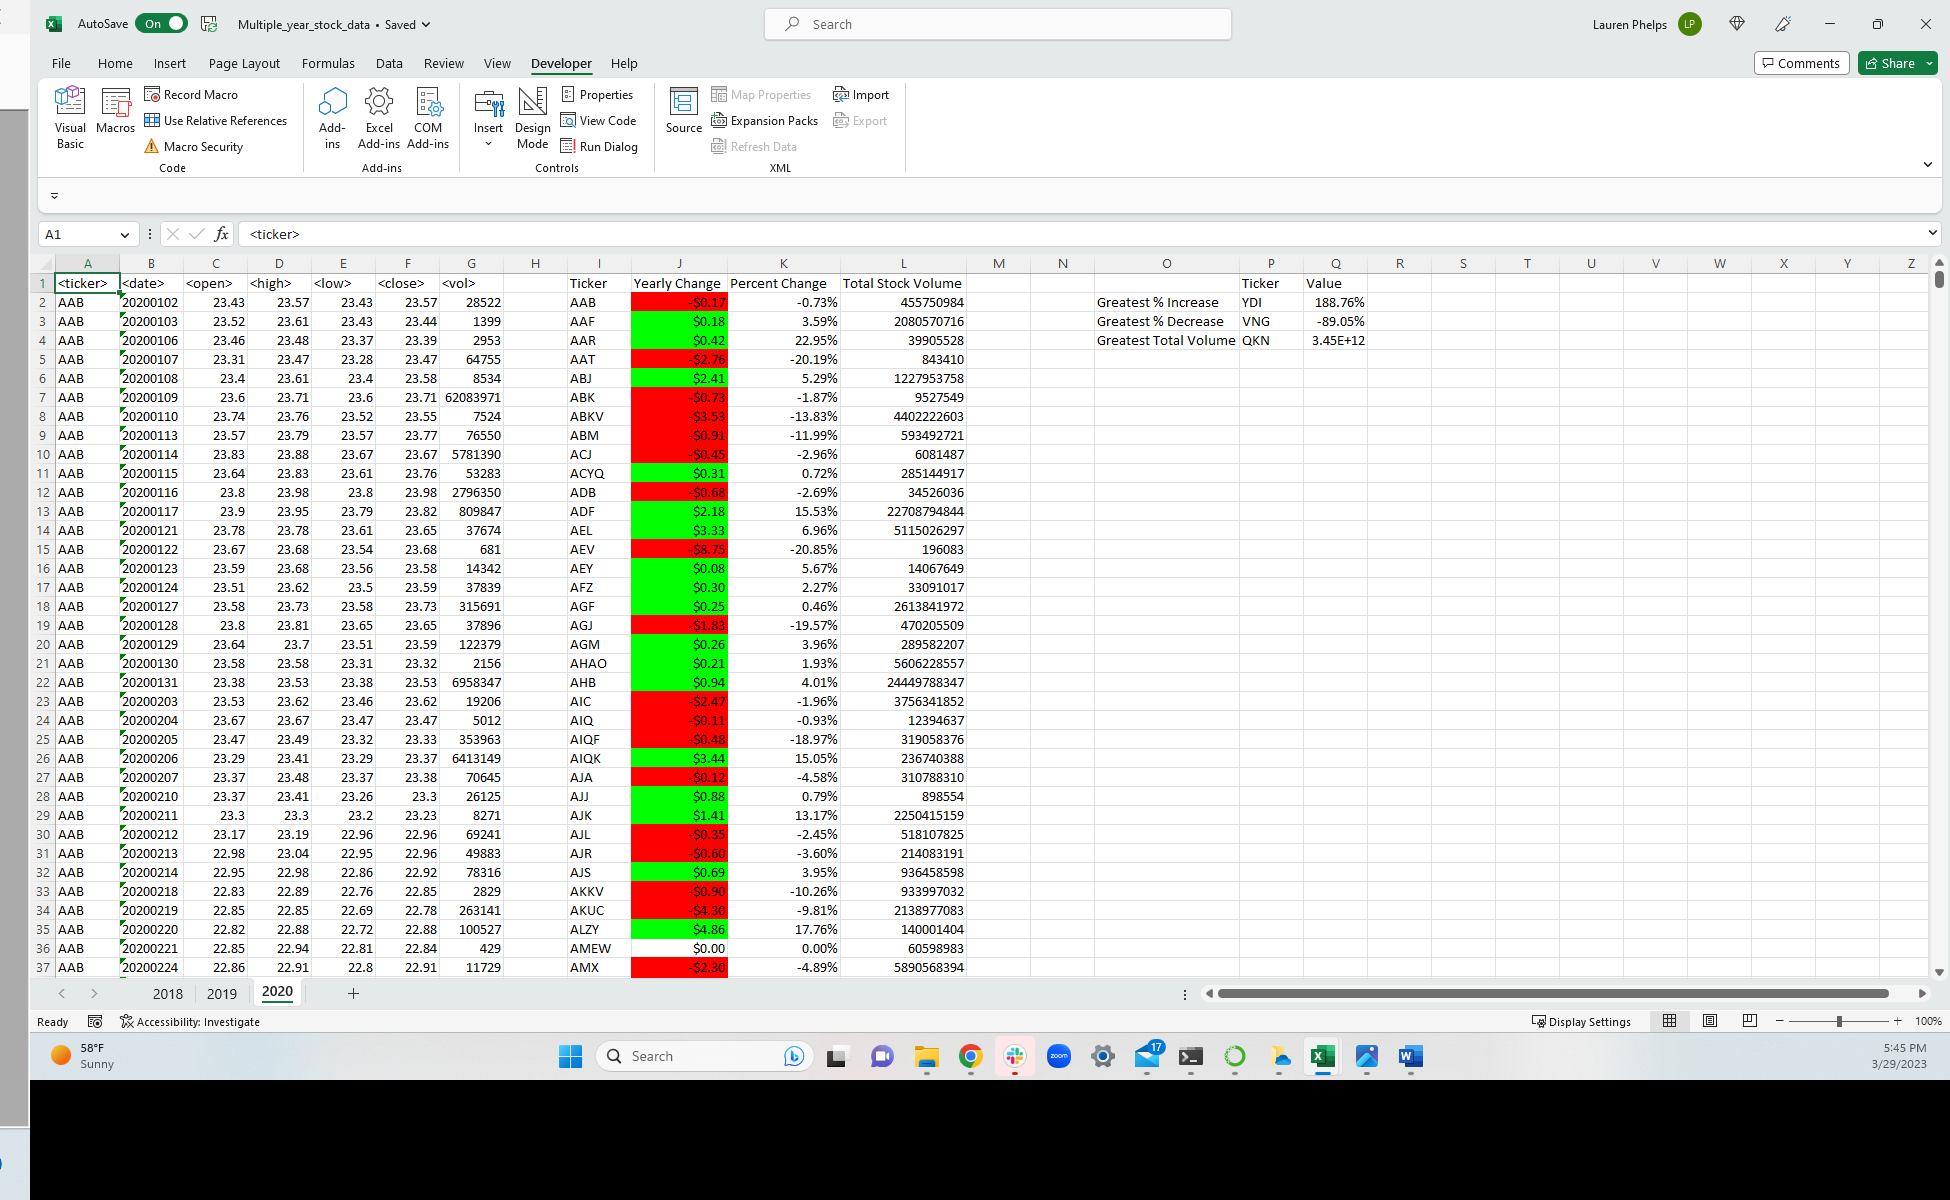 AutoSave On Multiple_year_stock_data • Saved Search Lauren Phelps LP
File Home Insert Page Layout Formulas Data Review View Developer Help Comments Share
Visual Basic
Macros
Record Macro
Use Relative References
Macro Security
Code
Add-ins
Excel Add-ins
COM Add-ins
Add-ins
Insert
Design Mode
Properties
View Code
Run Dialog
Controls
Source
Map Properties
Expansion Packs
Refresh Data
Import
Export
XML
A1 fx <ticker>
A B C D E F G H I J K L M N O P Q R S T U V W X Y Z
1 <ticker> <date> <open> <high> <low> <close> <vol> Ticker Yearly Change Percent Change Total Stock Volume Ticker Value
2 AAB 20200102 23.43 23.57 23.43 23.57 28522 AAB -$0.17 -0.73% 455750984 Greatest % Increase YDI 188.76%
3 AAB 20200103 23.52 23.61 23.43 23.44 1399 AAF $0.18 3.59% 2080570716 Greatest % Decrease VNG -89.05%
4 AAB 20200106 23.46 23.48 23.37 23.39 2953 AAR $0.42 22.95% 39905528 Greatest Total Volume QKN 3.45E+12
5 AAB 20200107 23.31 23.47 23.28 23.47 64755 AAT -$2.76 -20.19% 843410
6 AAB 20200108 23.4 23.61 23.4 23.58 8534 ABJ $2.41 5.29% 1227953758
7 AAB 20200109 23.6 23.71 23.6 23.71 62083971 ABK -$0.73 -1.87% 9527549
8 AAB 20200110 23.74 23.76 23.52 23.55 7524 ABKV -$3.53 -13.83% 4402222603
9 AAB 20200113 23.57 23.79 23.57 23.77 76550 ABM -$0.91 -11.99% 593492721
10 AAB 20200114 23.83 23.88 23.67 23.67 5781390 ACJ -$0.45 -2.96% 6081487
11 AAB 20200115 23.64 23.83 23.61 23.76 53283 ACYQ $0.31 0.72% 285144917
12 AAB 20200116 23.8 23.98 23.8 23.98 2796350 ADB -$0.68 -2.69% 34526036
13 AAB 20200117 23.9 23.95 23.79 23.82 809847 ADF $2.18 15.53% 22708794844
14 AAB 20200121 23.78 23.78 23.61 23.65 37674 AEL $3.33 6.96% 5115026297
15 AAB 20200122 23.67 23.68 23.54 23.68 681 AEV -$8.75 -20.85% 196083
16 AAB 20200123 23.59 23.68 23.56 23.58 14342 AEY $0.08 5.67% 14067649
17 AAB 20200124 23.51 23.62 23.5 23.59 37839 AFZ $0.30 2.27% 33091017
18 AAB 20200127 23.58 23.73 23.58 23.73 315691 AGF $0.25 0.46% 2613841972
19 AAB 20200128 23.8 23.81 23.65 23.65 37896 AGJ -$1.83 -19.57% 470205509
20 AAB 20200129 23.64 23.7 23.51 23.59 122379 AGM $0.26 3.96% 289582207
21 AAB 20200130 23.58 23.58 23.31 23.32 2156 AHAO $0.21 1.93% 5606228557
22 AAB 20200131 23.38 23.53 23.38 23.53 6958347 AHB $0.94 4.01% 24449788347
23 AAB 20200203 23.53 23.62 23.46 23.62 19206 AIC -$2.47 -1.96% 3756341852
24 AAB 20200204 23.67 23.67 23.47 23.47 5012 AIQ -$0.11 -0.93% 12394637
25 AAB 20200205 23.47 23.49 23.32 23.33 353963 AIQF -$0.48 -18.97% 319058376
26 AAB 20200206 23.29 23.41 23.29 23.37 6413149 AIQK $3.44 15.05% 236740388
27 AAB 20200207 23.37 23.48 23.37 23.38 70645 AJA -$0.12 -4.58% 310788310
28 AAB 20200210 23.37 23.41 23.26 23.3 26125 AJJ $0.88 0.79% 898554
29 AAB 20200211 23.3 23.3 23.2 23.23 8271 AJK $1.41 13.17% 2250415159
30 AAB 20200212 23.17 23.19 22.96 22.96 69241 AJL -$0.35 -2.45% 518107825
31 AAB 20200213 22.98 23.04 22.95 22.96 49883 AJR -$0.60 -3.60% 214083191
32 AAB 20200214 22.95 22.98 22.86 22.92 78316 AJS $0.69 3.95% 936458598
33 AAB 20200218 22.83 22.89 22.76 22.85 2829 AKKV -$0.90 -10.26% 933997032
34 AAB 20200219 22.85 22.85 22.69 22.78 263141 AKUC -$4.30 -9.81% 2138977083
35 AAB 20200220 22.82 22.88 22.72 22.88 100527 ALZY $4.86 17.76% 140001404
36 AAB 20200221 22.85 22.94 22.81 22.84 429 AMEW $0.00 0.00% 60598983
37 AAB 20200224 22.86 22.91 22.8 22.91 11729 AMX -$2.30 -4.89% 5890568394
2018 2019 2020
Ready Accessibility: Investigate Display Settings 100%
58°F
Sunny
Search
zoom
17
5:45 PM
3/29/2023